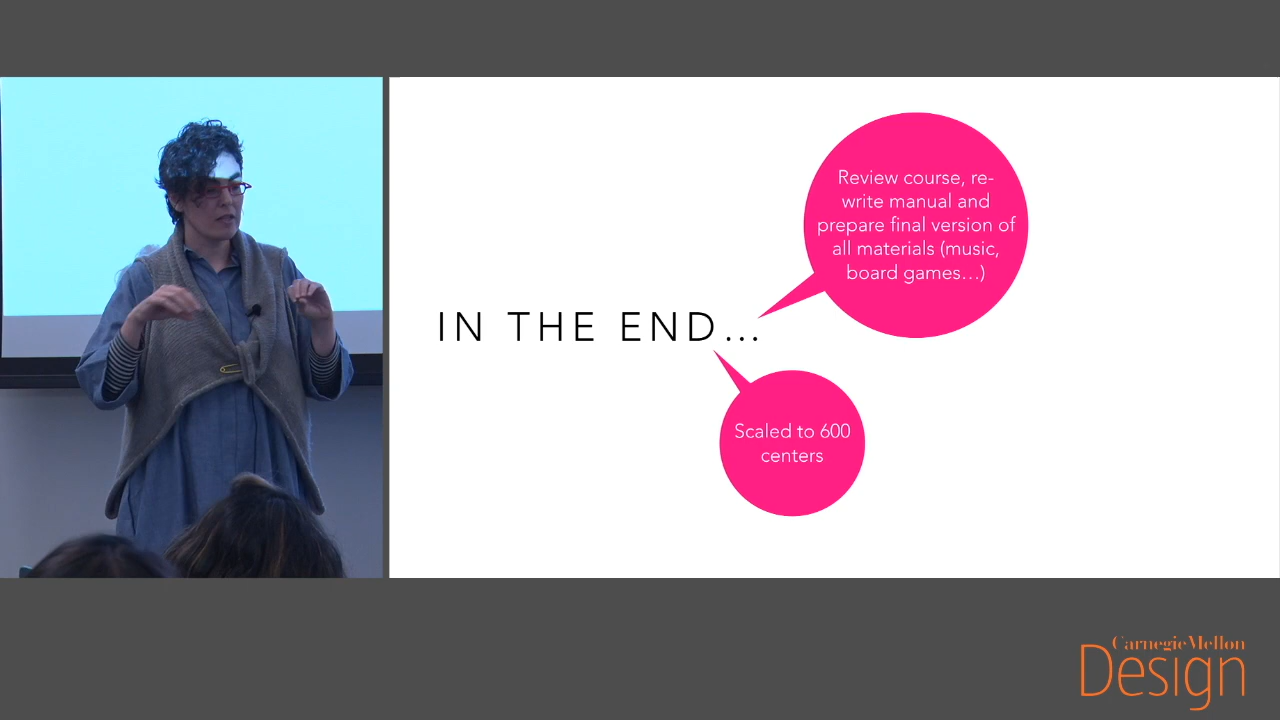 Review course, re-
write manual and
prepare final version of
all materials (music,
board games…)
IN THE END…
Scaled to 600
centers
Carnegie Mellon
Design